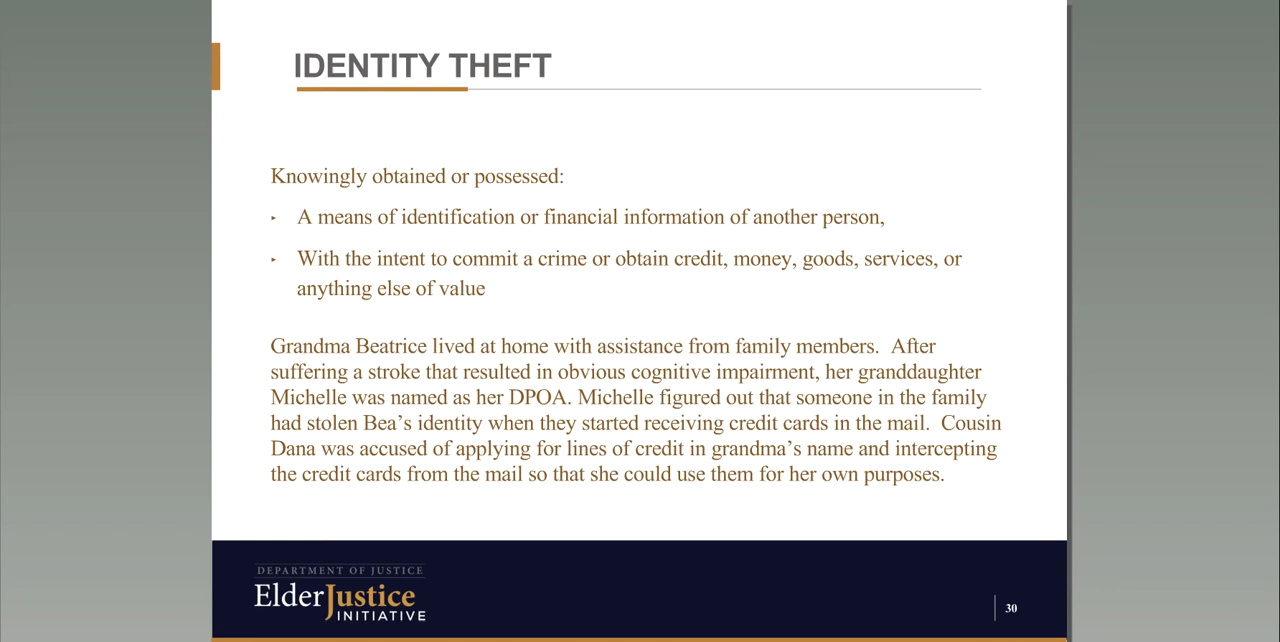 IDENTITY THEFT
Knowingly obtained or possessed:
‣ A means of identification or financial information of another person,
‣ With the intent to commit a crime or obtain credit, money, goods, services, or
anything else of value
Grandma Beatrice lived at home with assistance from family members.  After
suffering a stroke that resulted in obvious cognitive impairment, her granddaughter
Michelle was named as her DPOA. Michelle figured out that someone in the family
had stolen Bea’s identity when they started receiving credit cards in the mail.  Cousin
Dana was accused of applying for lines of credit in grandma’s name and intercepting
the credit cards from the mail so that she could use them for her own purposes.
DEPARTMENT OF JUSTICE
ElderJustice
INITIATIVE
30